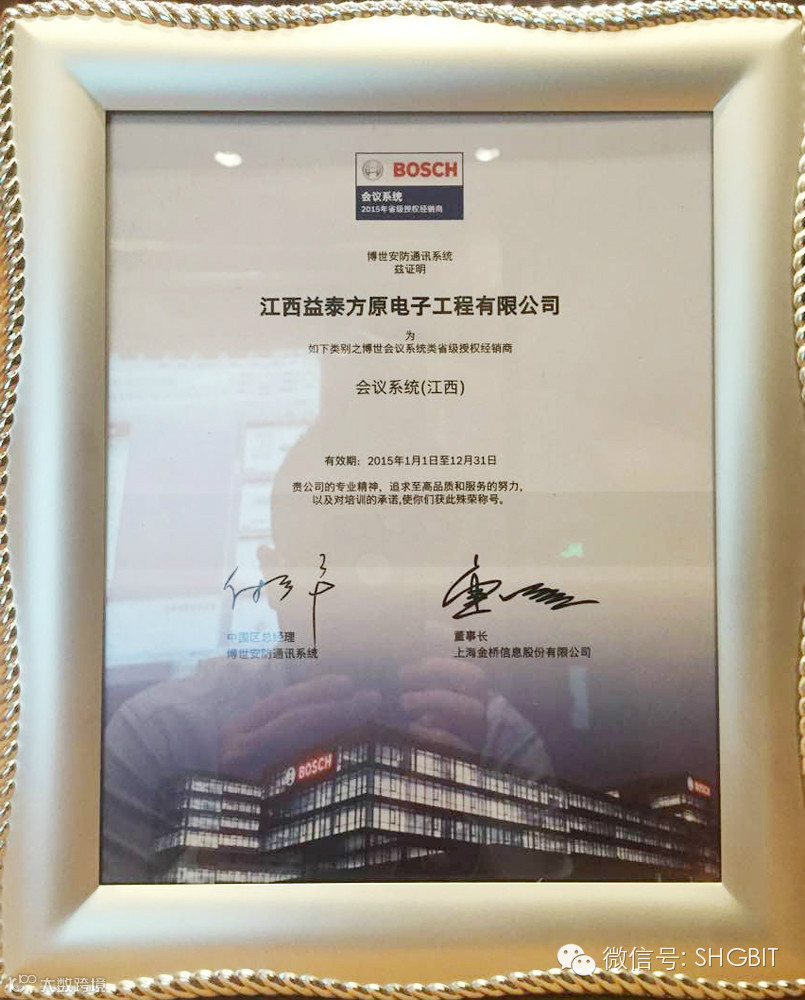 BOSCH
会议系统
2015年省级授权经销商
博世安防通讯系统
兹证明
江西益泰方原电子工程有限公司
为
如下类别之博世会议系统类省级授权经销商
会议系统(江西)
有效期：2015年1月1日至12月31日
贵公司的专业精神，追求至高品质和服务的努力，
以及对培训的承诺,使你们获此殊荣称号。
中国区总经理
博世安防通讯系统
董事长
上海金桥信息股份有限公司
BOSCH
BOSCH
微信号: SHGBIT
大数跨境